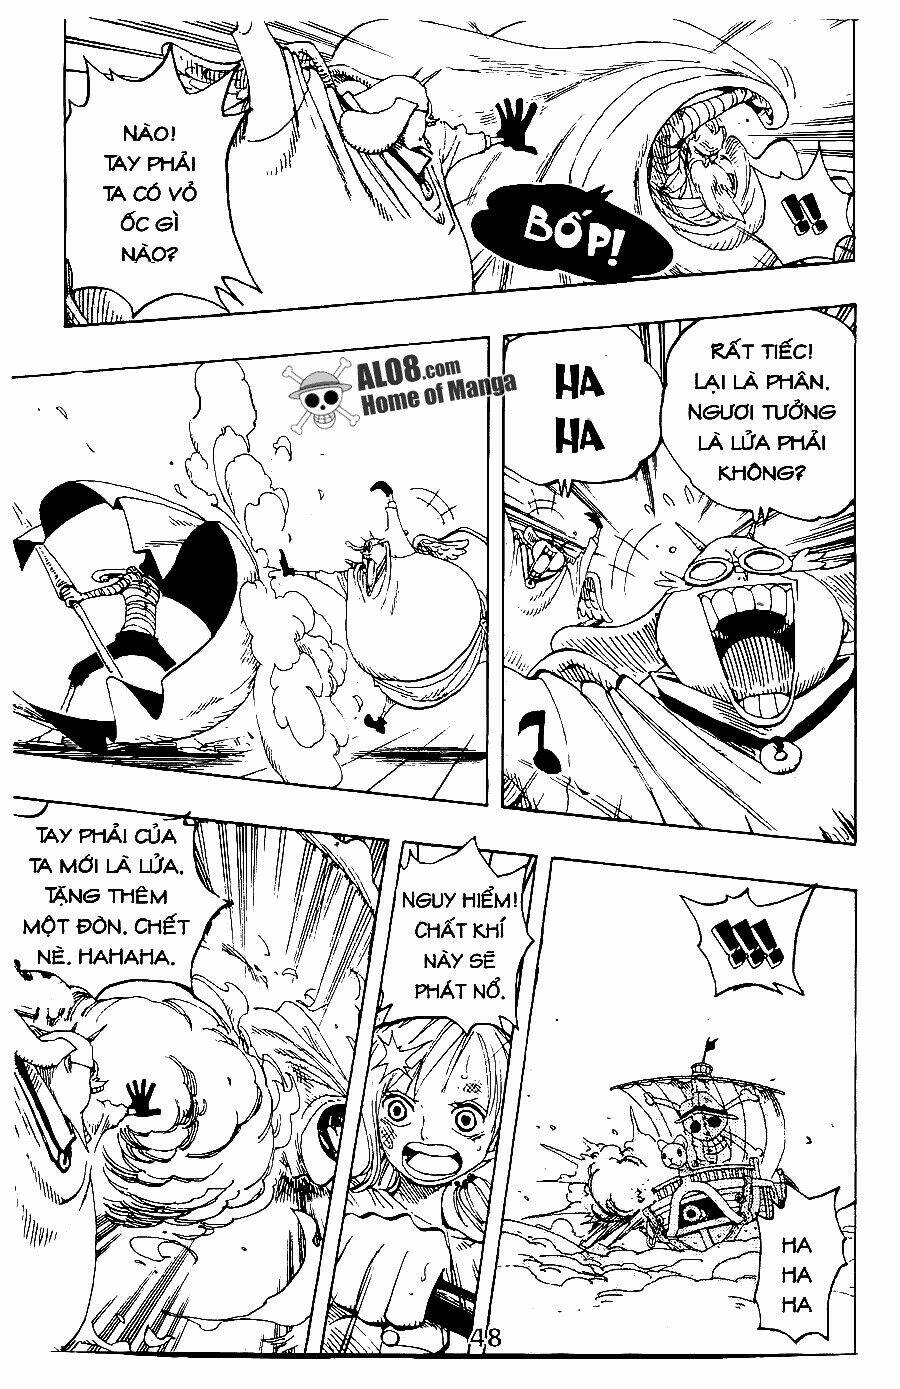 NÀO!
TAY PHẢI
TA CÓ VỎ
ỐC GÌ
NÀO?
BỐP!
!!
RẤT TIẾC!
LẠI LÀ PHÂN.
NGƯƠI TƯỞNG
LÀ LỬA PHẢI
KHÔNG?
HA
HA
AL08.com
Home of Manga
TAY PHẢI CỦA
TA MỚI LÀ LỬA.
TẶNG THÊM
MỘT ĐÒN. CHẾT
NÈ. HAHAHA.
NGUY HIỂM!
CHẤT KHÍ
NÀY SẼ
PHÁT NỔ.
!!!!
HA
HA
HA
48